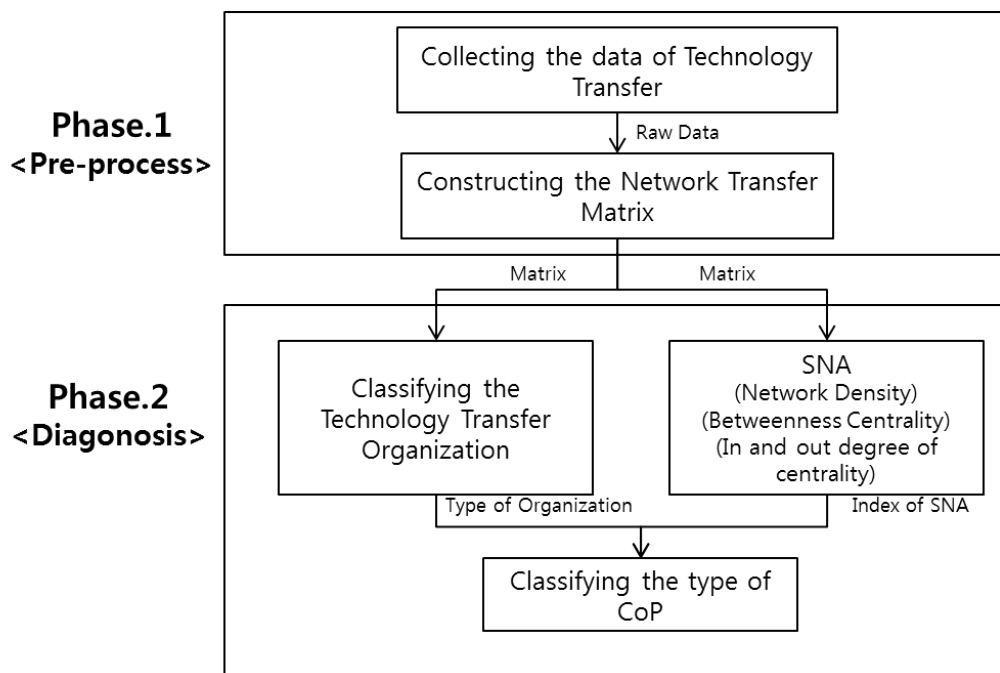 Phase.1
<Pre-process>
Collecting the data of Technology
Transfer
Raw Data
Constructing the Network Transfer
Matrix
Matrix
Matrix
Phase.2
<Diagonosis>
Classifying the
Technology Transfer
Organization
SNA
(Network Density)
(Betweenness Centrality)
(In and out degree of
centrality)
Type of Organization
Index of SNA
Classifying the type of
CoP